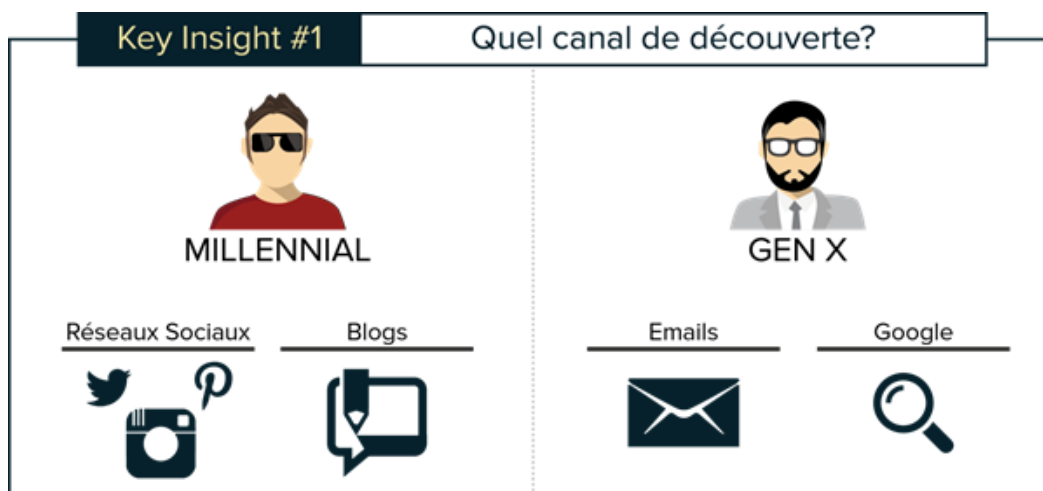 Key Insight #1
Quel canal de découverte?
MILLENNIAL
GEN X
Réseaux Sociaux
Blogs
Emails
Google